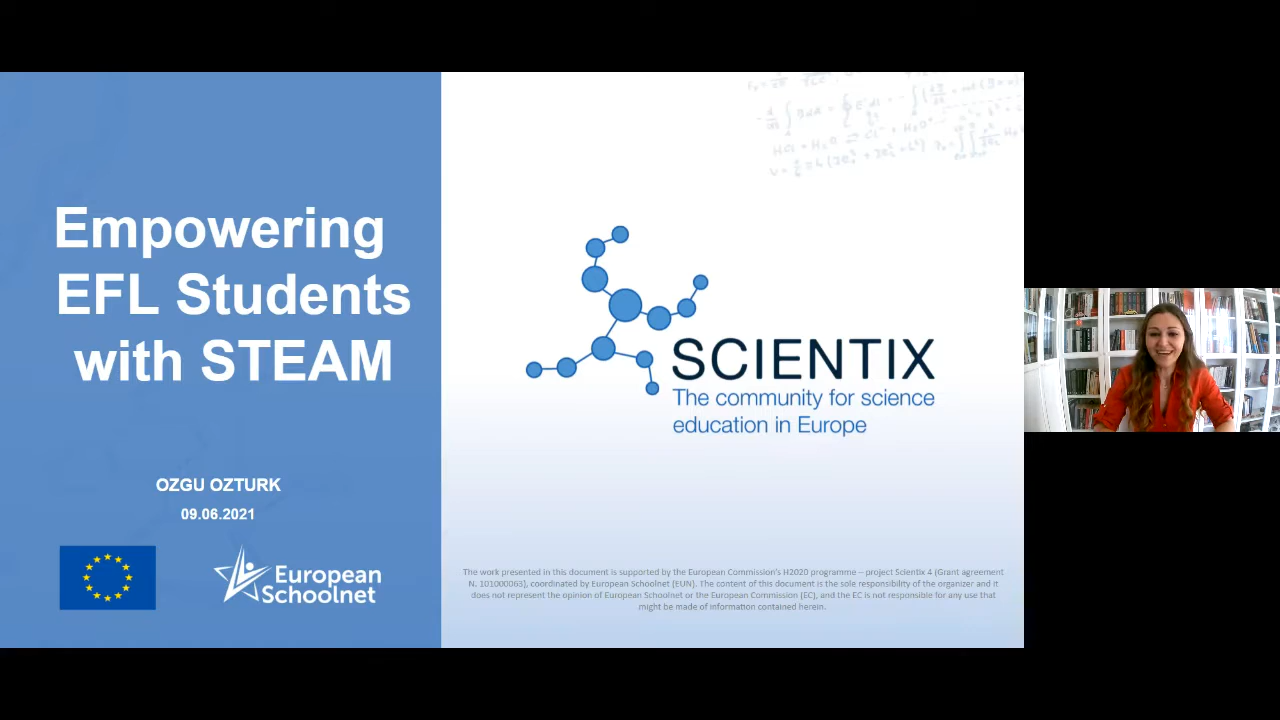 Empowering
EFL Students
with STEAM
OZGU OZTURK
09.06.2021
European
Schoolnet
SCIENTIX
The community for science
education in Europe
The work presented in this document is supported by the European Commission's H2020 programme – project Scientix 4 (Grant agreement
N. 101000063), coordinated by European Schoolnet (EUN). The content of this document is the sole responsibility of the organizer and it
does not represent the opinion of European Schoolnet or the European Commission (EC), and the EC is not responsible for any use that
might be made of information contained herein.